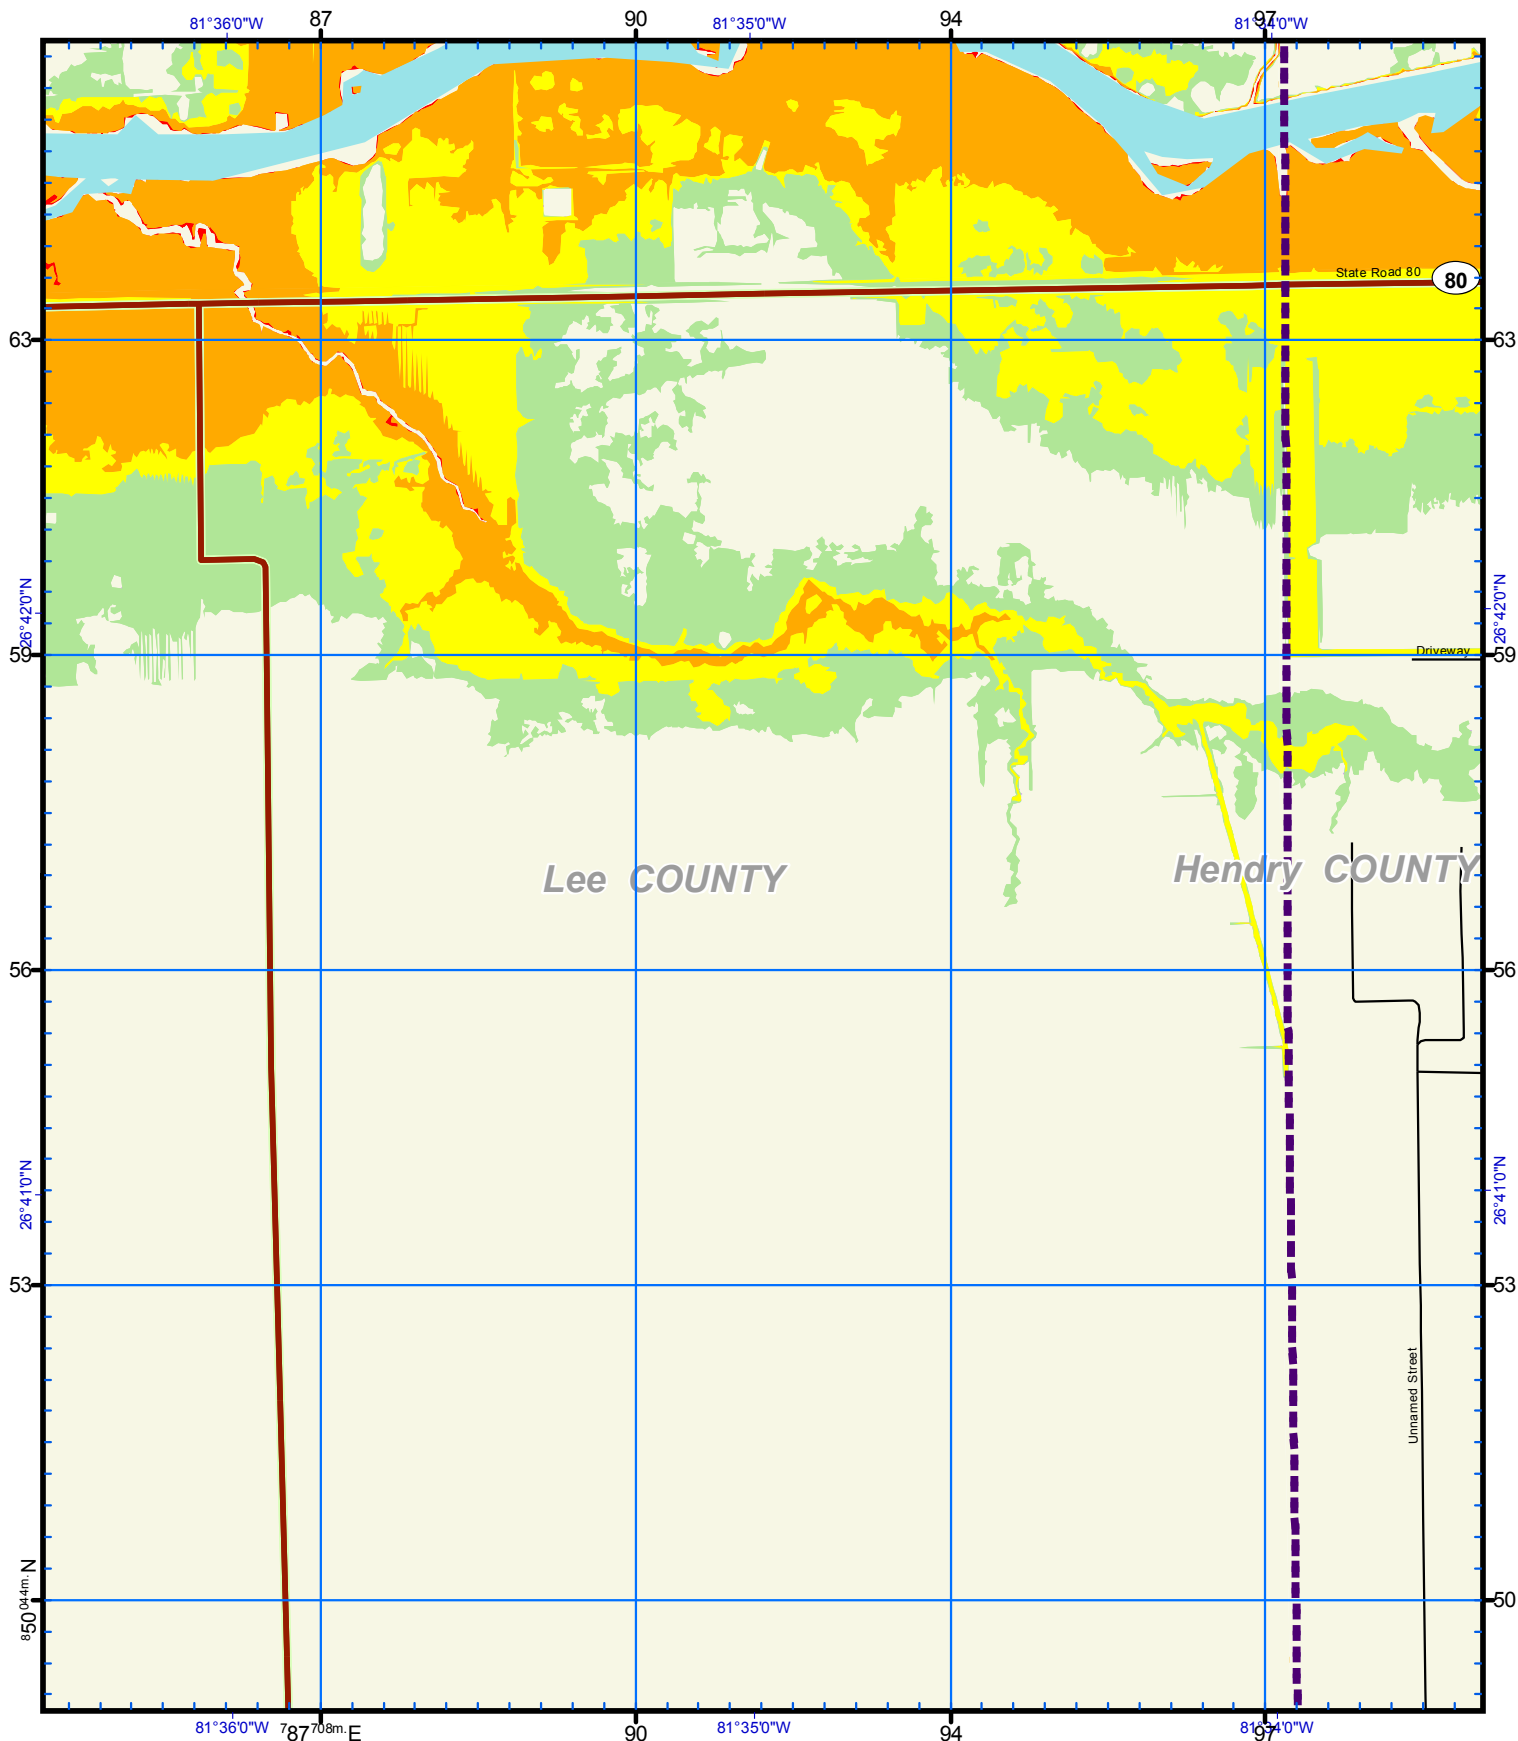 87 90 94 97
81°36'0"W 81°35'0"W 81°34'0"W
State Road 80
80
63 63
26°42'0"N 26°42'0"N
59 59
Driveway
Lee COUNTY Hendry COUNTY
56 56
26°41'0"N 26°41'0"N
53 53
Unnamed Street
850044m. N 50
81°36'0"W 787708m. E 81°35'0"W 81°34'0"W
90 94 97